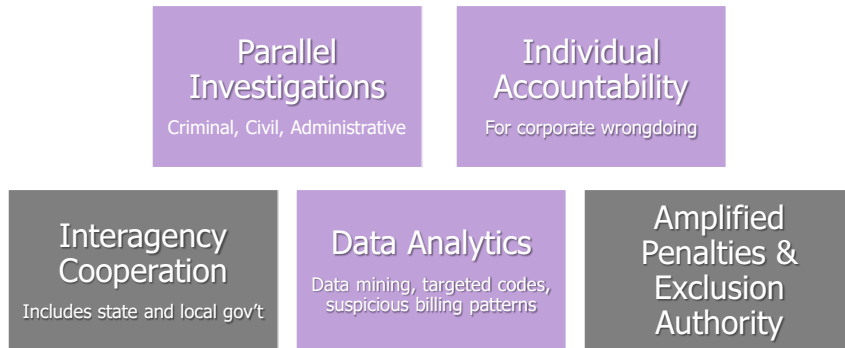 Parallel
Investigations
Criminal, Civil, Administrative
Individual
Accountability
For corporate wrongdoing
Interagency
Cooperation
Includes state and local gov't
Data Analytics
Data mining, targeted codes,
suspicious billing patterns
Amplified
Penalties &
Exclusion
Authority